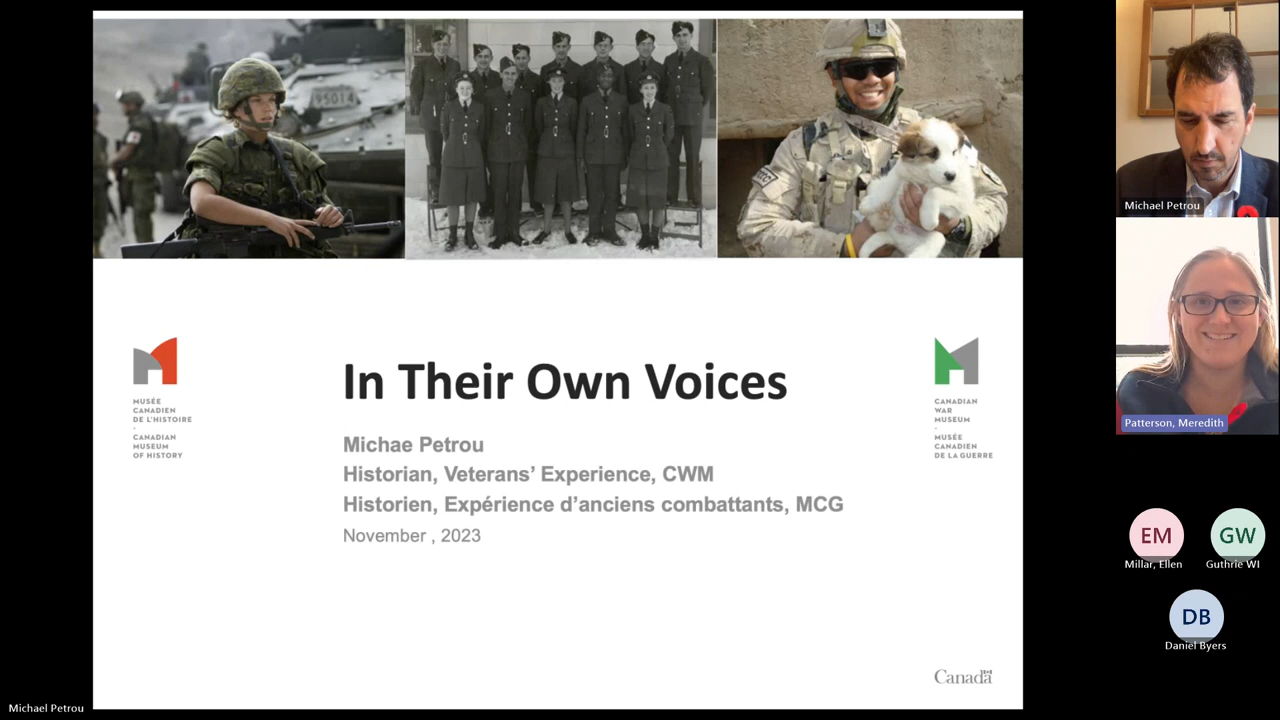 95014
In Their Own Voices
Michae Petrou
Historian, Veterans’ Experience, CWM
Historien, Expérience d’anciens combattants, MCG
November , 2023
MUSÉE
CANADIEN
DE L’HISTOIRE
CANADIAN
MUSEUM
OF HISTORY
CANADIAN
WAR
MUSEUM
MUSÉE
CANADIEN
DE LA GUERRE
Canada
Michael Petrou
Michael Petrou
Patterson, Meredith
EM
Millar, Ellen
GW
Guthrie WI
DB
Daniel Byers